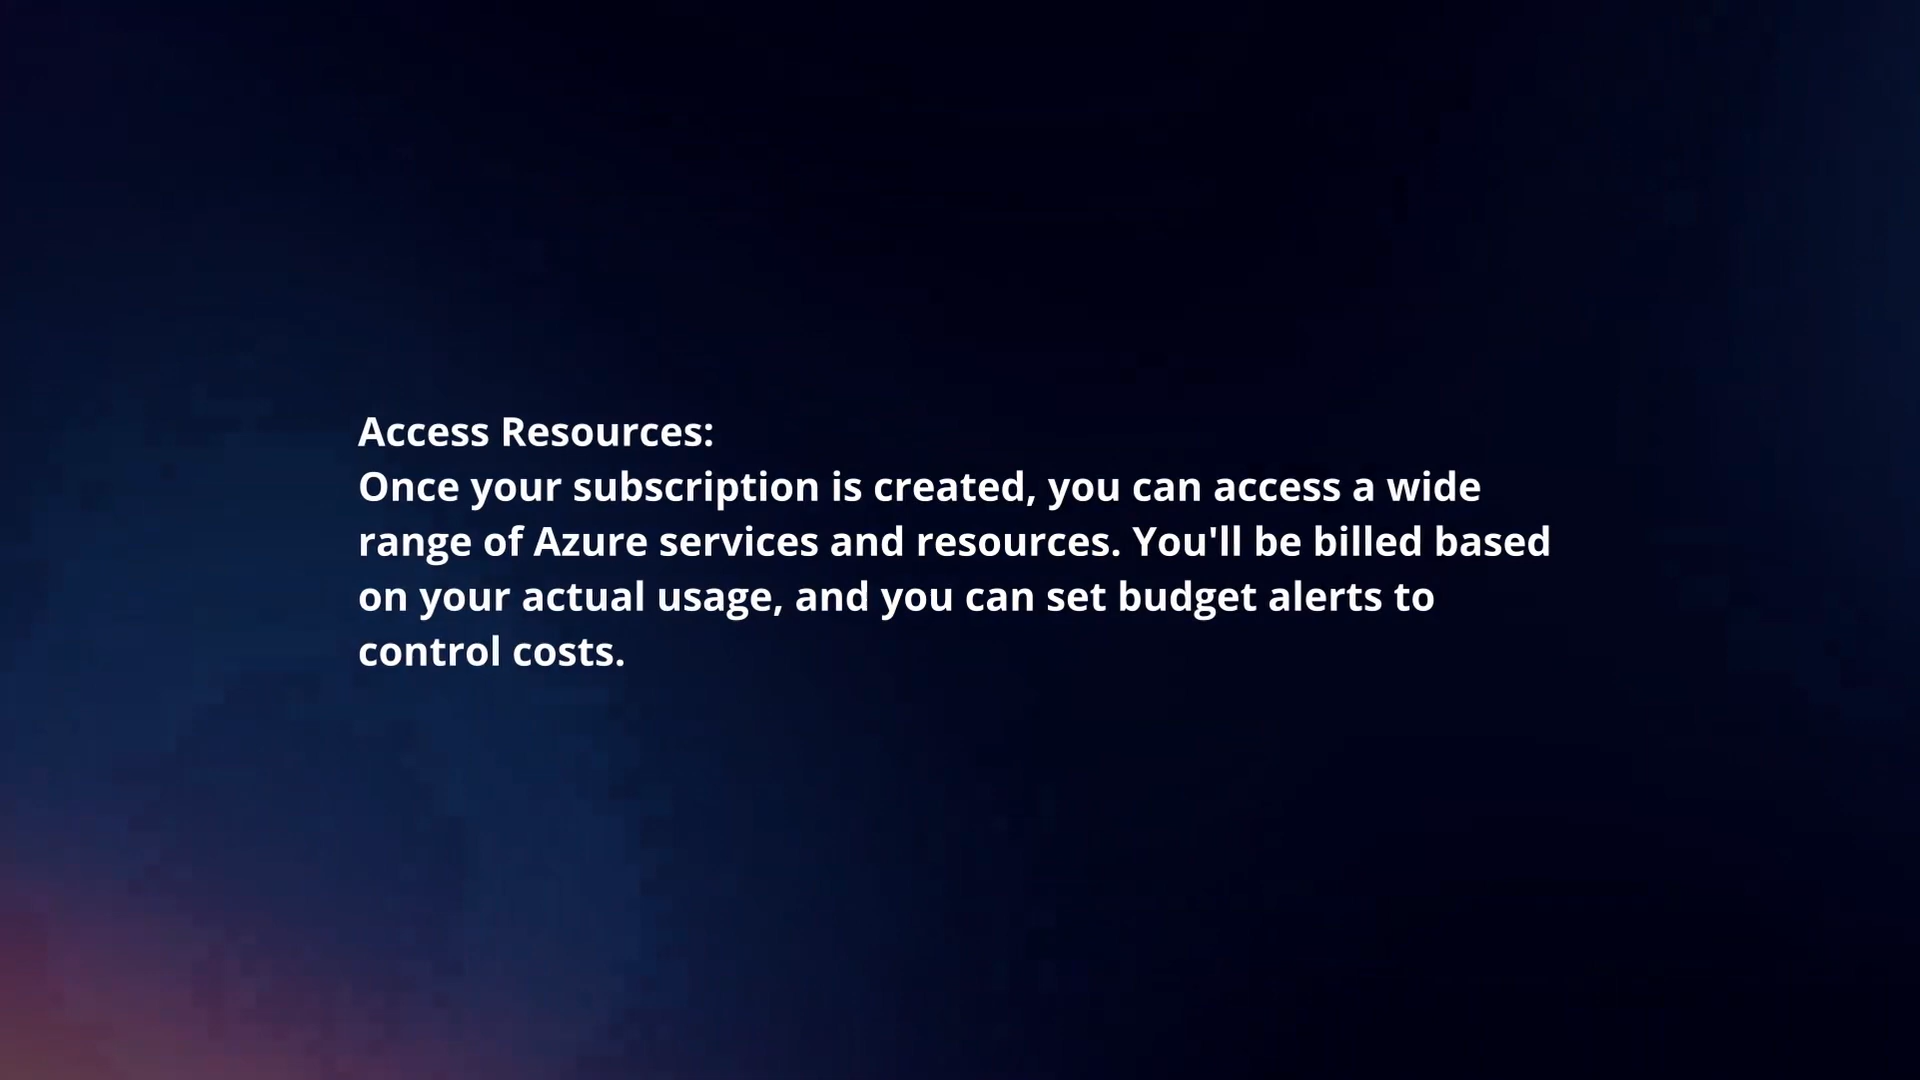 Access Resources:
Once your subscription is created, you can access a wide
range of Azure services and resources. You'll be billed based
on your actual usage, and you can set budget alerts to
control costs.